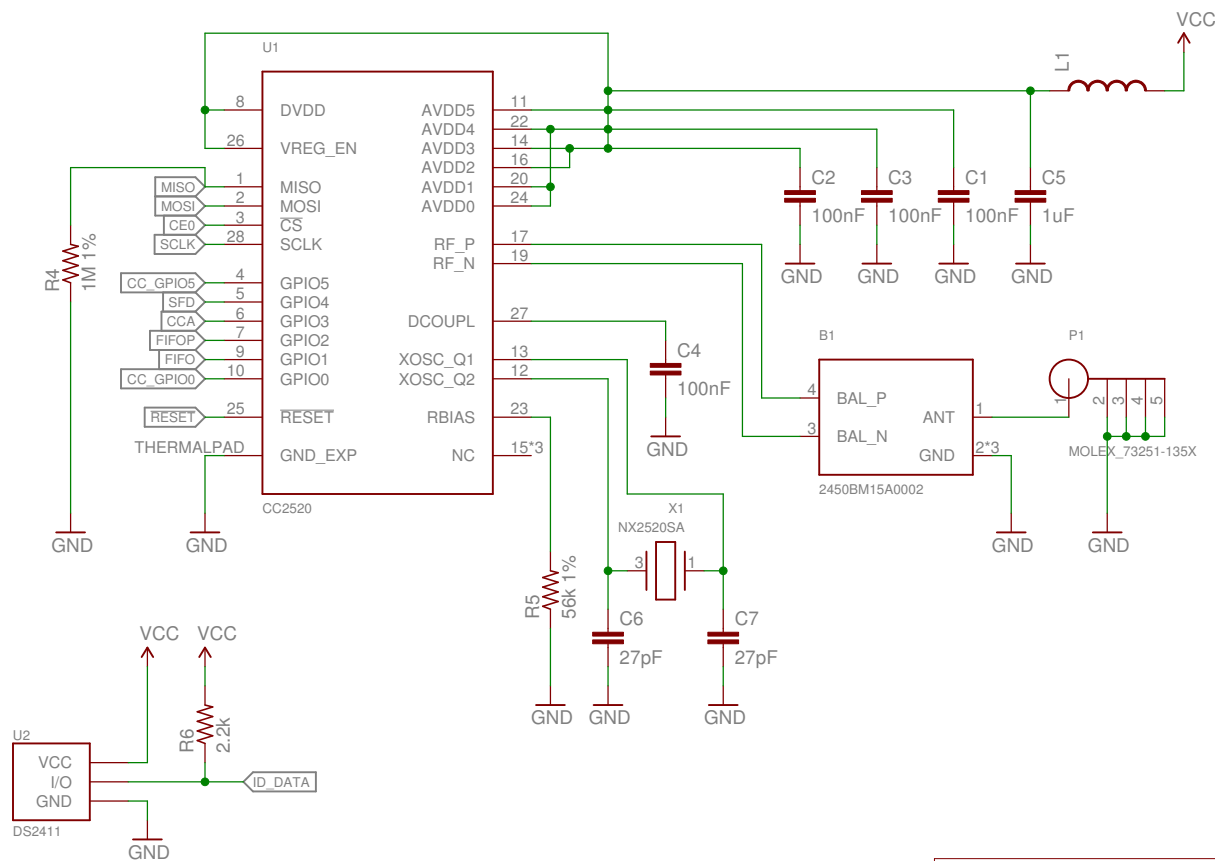 VCC
L1
U1
8 DVDD
26 VREG_EN
1 MISO
2 MOSI
3 CS
28 SCLK
4 GPIO5
5 GPIO4
6 GPIO3
7 GPIO2
9 GPIO1
10 GPIO0
25 RESET
THERMALPAD
GND_EXP
AVDD5 11
AVDD4 22
AVDD3 14
AVDD2 16
AVDD1 20
AVDD0 24
RF_P 17
RF_N 19
DCOUPL 27
XOSC_Q1 13
XOSC_Q2 12
RBIAS 23
NC 15*3
CC2520
MISO
MOSI
CE0
SCLK
CC_GPIO5
SFD
CCA
FIFOP
FIFO
CC_GPIO0
RESET
R4
1M 1%
GND
GND
C2
100nF
GND
C3
100nF
GND
C1
100nF
GND
C5
1uF
GND
C4
100nF
GND
B1
4 BAL_P
3 BAL_N
ANT 1
GND 2*3
2450BM15A0002
GND
P1
1
2
3
4
5
MOLEX_73251-135X
GND
X1
NX2520SA
3
1
R5
56k 1%
GND
C6
27pF
GND
C7
27pF
GND
VCC
VCC
R6
2.2k
U2
VCC
I/O
GND
DS2411
ID_DATA
GND